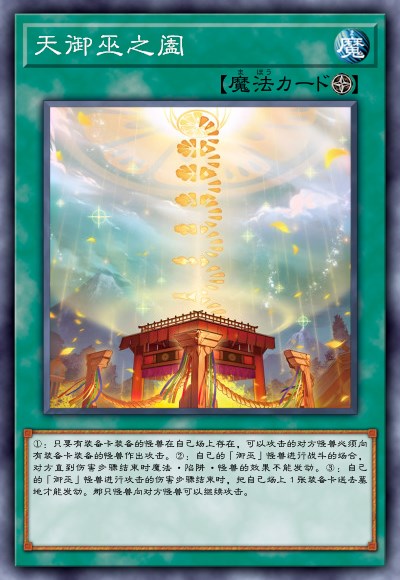 天御巫之阖
魔
【魔法カード】
まほう
①：只要有装备卡装备的怪兽在自己场上存在，可以攻击的对方怪兽必须向
有装备卡装备的怪兽作出攻击。②：自己的「御巫」怪兽进行战斗的场合，
对方直到伤害步骤结束时魔法·陷阱·怪兽的效果不能发动。③：自己
的「御巫」怪兽进行攻击的伤害步骤结束时，把自己场上1张装备卡送去墓
地才能发动。那只怪兽向对方怪兽可以继续攻击。